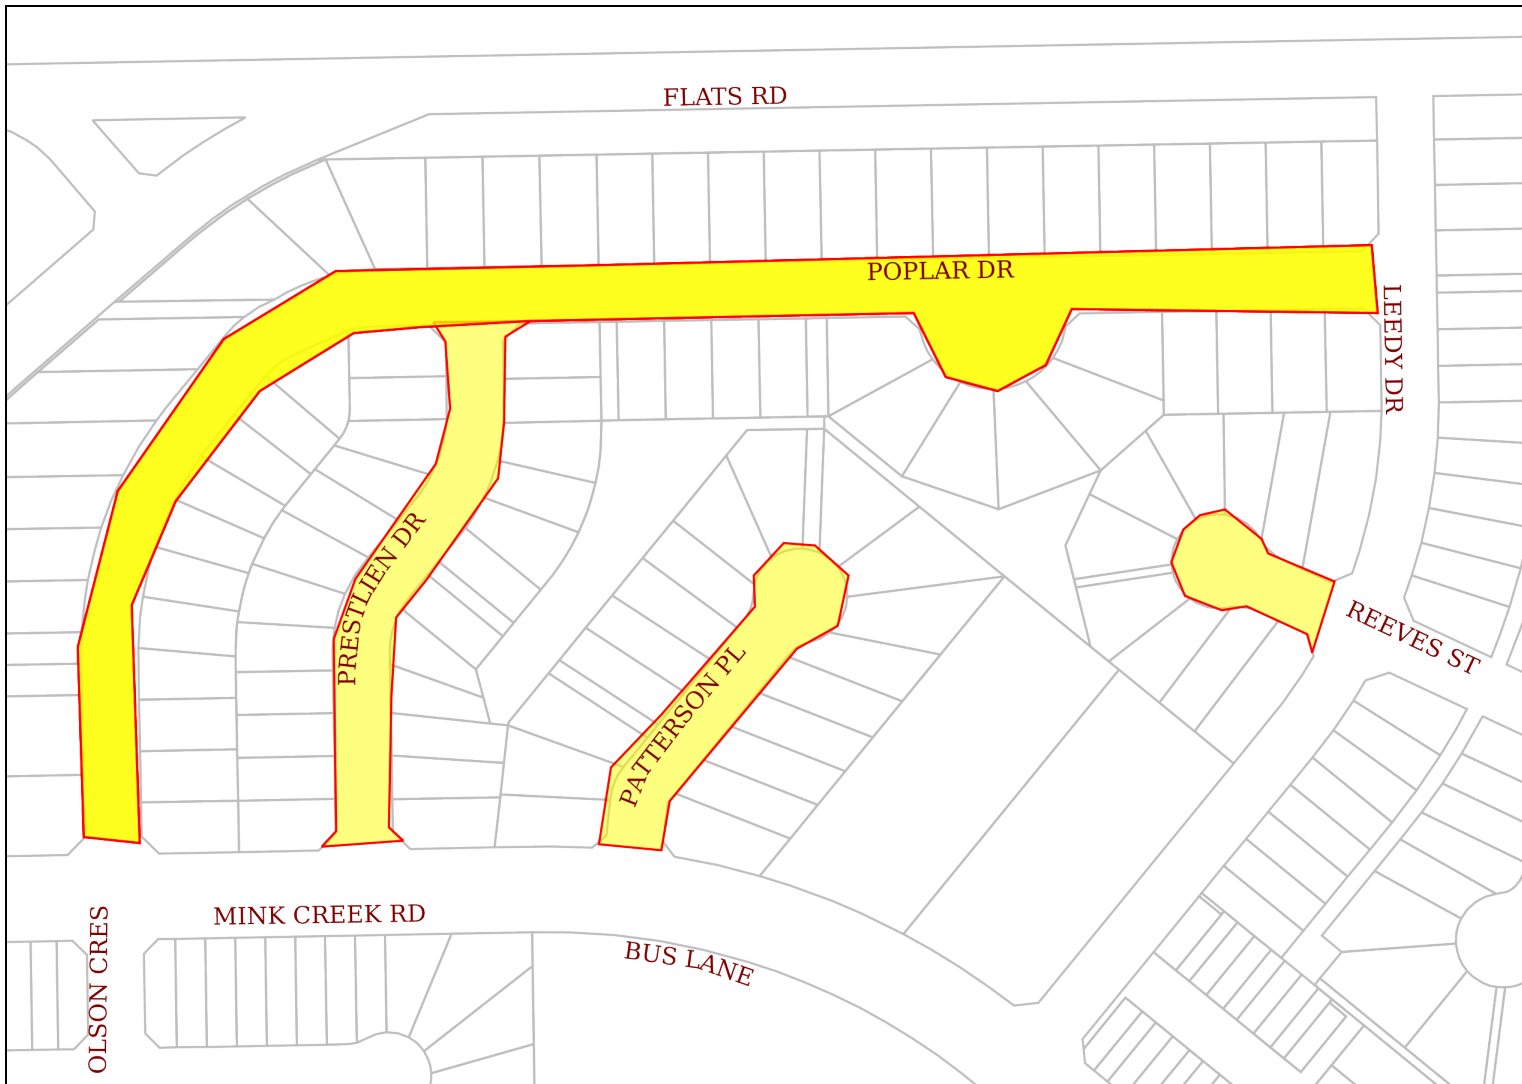 FLATS RD
POPLAR DR
LEEDY DR
PRESTLIEN DR
REEVES ST
PATTERSON PL
MINK CREEK RD
BUS LANE
OLSON CRES